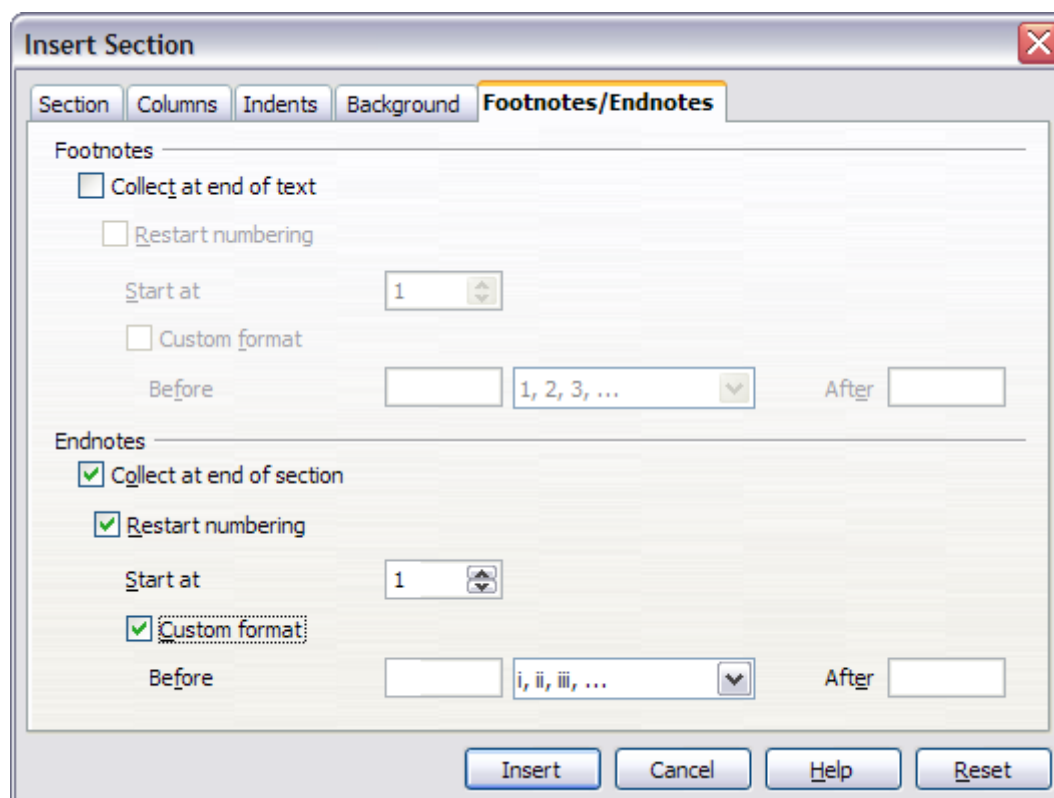 Insert Section
Section Columns Indents Background Footnotes/Endnotes
Footnotes
Collect at end of text
Restart numbering
Start at 1
Custom format
Before 1, 2, 3, ... After
Endnotes
Collect at end of section
Restart numbering
Start at 1
Custom format
Before i, ii, iii, ... After
Insert Cancel Help Reset